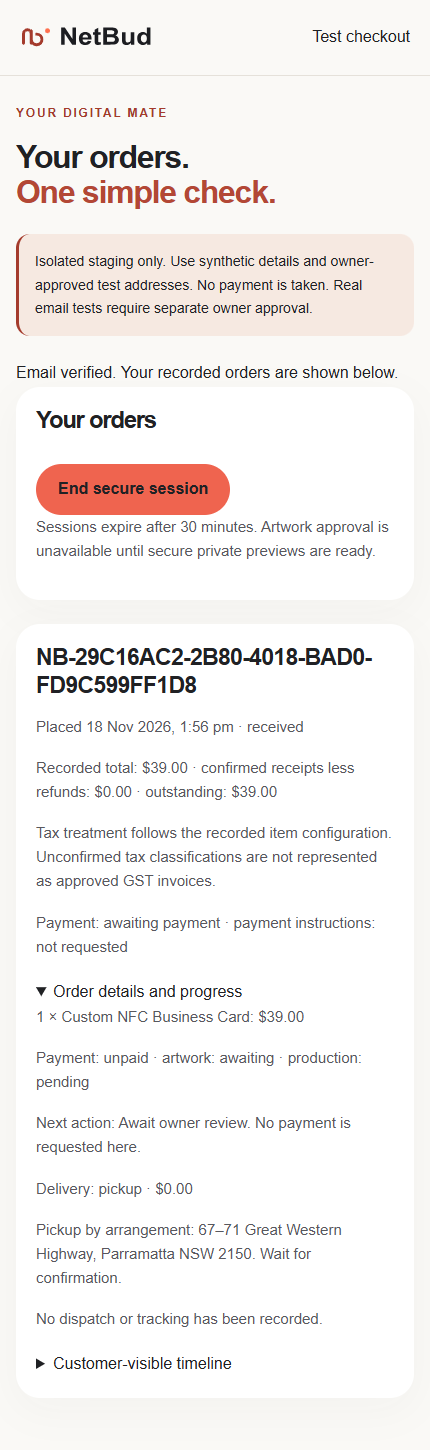 NetBud
Test checkout
YOUR DIGITAL MATE
Your orders.
One simple check.
Isolated staging only. Use synthetic details and owner-
approved test addresses. No payment is taken. Real
email tests require separate owner approval.
Email verified. Your recorded orders are shown below.
Your orders
End secure session
Sessions expire after 30 minutes. Artwork approval is
unavailable until secure private previews are ready.
NB-29C16AC2-2B80-4018-BAD0-
FD9C599FF1D8
Placed 18 Nov 2026, 1:56 pm · received
Recorded total: $39.00 · confirmed receipts less
refunds: $0.00 · outstanding: $39.00
Tax treatment follows the recorded item configuration.
Unconfirmed tax classifications are not represented
as approved GST invoices.
Payment: awaiting payment · payment instructions:
not requested
▼ Order details and progress
1 × Custom NFC Business Card: $39.00
Payment: unpaid · artwork: awaiting · production:
pending
Next action: Await owner review. No payment is
requested here.
Delivery: pickup · $0.00
Pickup by arrangement: 67–71 Great Western
Highway, Parramatta NSW 2150. Wait for
confirmation.
No dispatch or tracking has been recorded.
▶ Customer-visible timeline